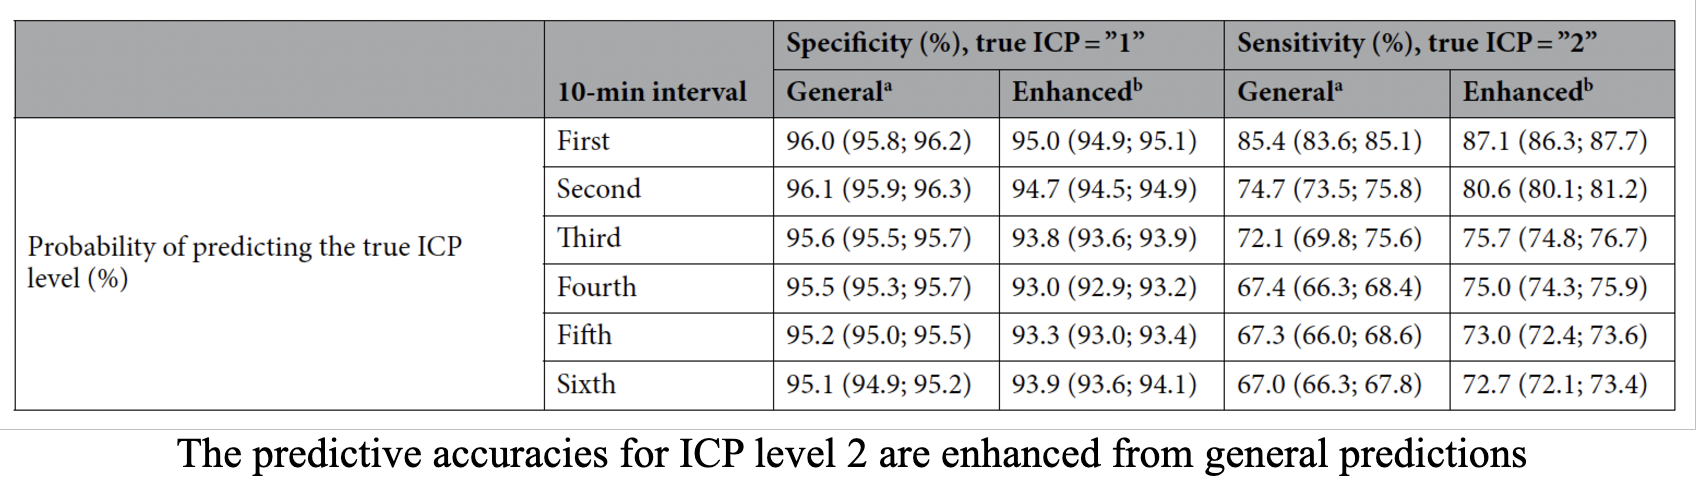 Specificity (%), true ICP = ”1” Sensitivity (%), true ICP = ”2”
10-min interval Generalᵃ Enhancedᵇ Generalᵃ Enhancedᵇ
Probability of predicting the true ICP level (%)
First 96.0 (95.8; 96.2) 95.0 (94.9; 95.1) 85.4 (83.6; 85.1) 87.1 (86.3; 87.7)
Second 96.1 (95.9; 96.3) 94.7 (94.5; 94.9) 74.7 (73.5; 75.8) 80.6 (80.1; 81.2)
Third 95.6 (95.5; 95.7) 93.8 (93.6; 93.9) 72.1 (69.8; 75.6) 75.7 (74.8; 76.7)
Fourth 95.5 (95.3; 95.7) 93.0 (92.9; 93.2) 67.4 (66.3; 68.4) 75.0 (74.3; 75.9)
Fifth 95.2 (95.0; 95.5) 93.3 (93.0; 93.4) 67.3 (66.0; 68.6) 73.0 (72.4; 73.6)
Sixth 95.1 (94.9; 95.2) 93.9 (93.6; 94.1) 67.0 (66.3; 67.8) 72.7 (72.1; 73.4)
The predictive accuracies for ICP level 2 are enhanced from general predictions